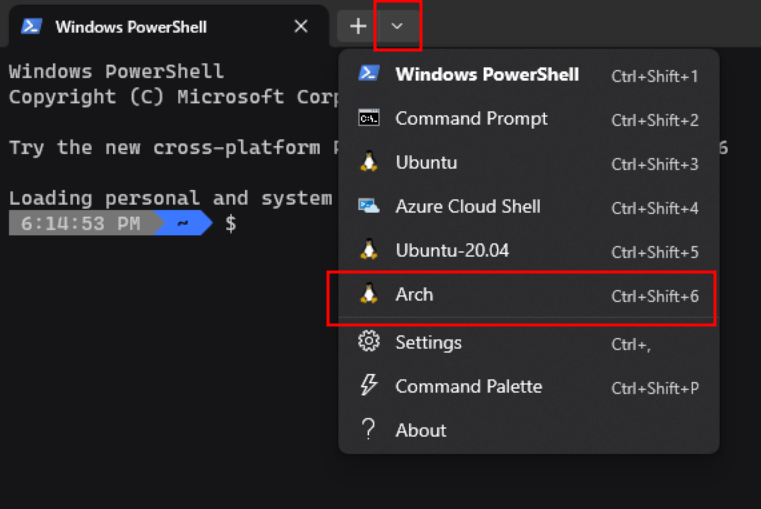 Windows PowerShell
Windows PowerShell
Copyright (C) Microsoft Corp
Try the new cross-platform P
6
Loading personal and system
6:14:53 PM ~ $
Windows PowerShell Ctrl+Shift+1
Command Prompt Ctrl+Shift+2
Ubuntu Ctrl+Shift+3
Azure Cloud Shell Ctrl+Shift+4
Ubuntu-20.04 Ctrl+Shift+5
Arch Ctrl+Shift+6
Settings Ctrl+,
Command Palette Ctrl+Shift+P
About